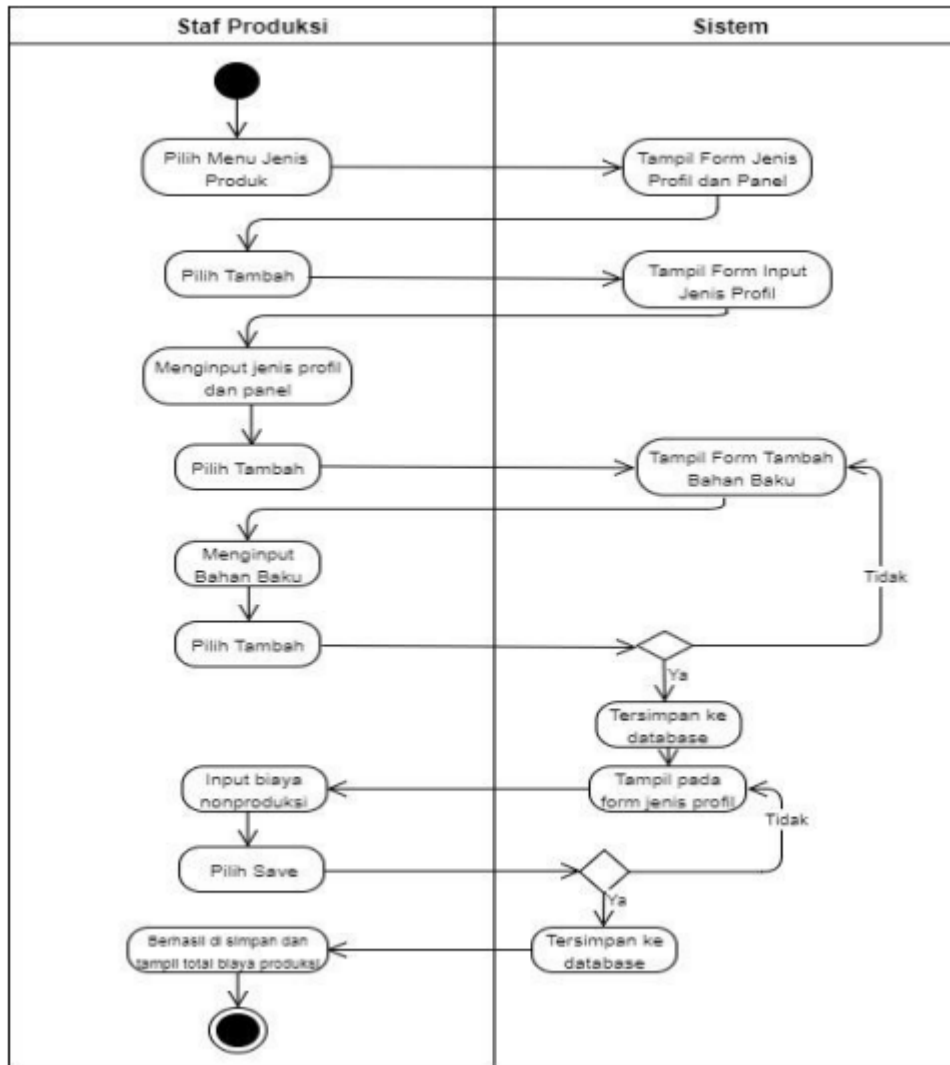 Staf Produksi
Sistem
Pilih Menu Jenis
Produk
Tampil Form Jenis
Profil dan Panel
Pilih Tambah
Tampil Form Input
Jenis Profil
Menginput jenis profil
dan panel
Pilih Tambah
Tampil Form Tambah
Bahan Baku
Menginput
Bahan Baku
Tidak
Pilih Tambah
Ya
Tersimpan ke
database
Input biaya
nonproduksi
Tampil pada
form jenis profil
Tidak
Pilih Save
Ya
Berhasil di simpan dan
tampil total biaya produksi
Tersimpan ke
database